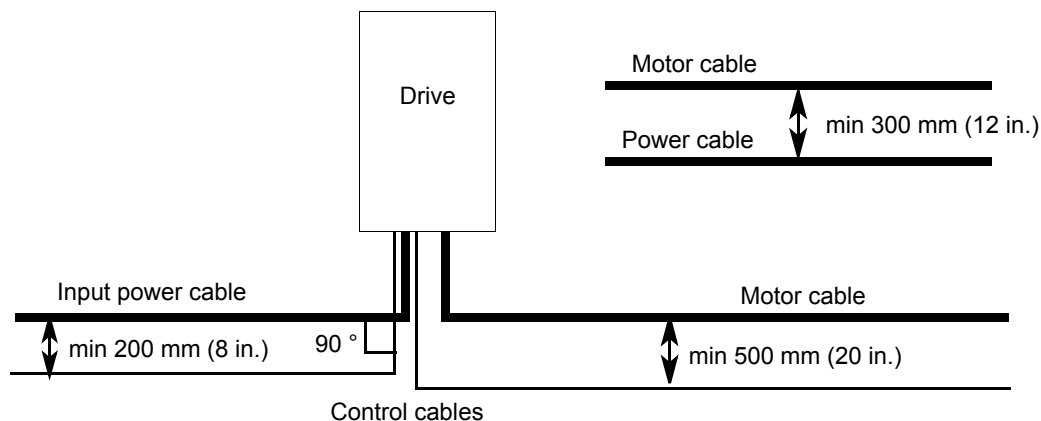 Drive
Motor cable
min 300 mm (12 in.)
Power cable
Input power cable
Motor cable
min 200 mm (8 in.)
90 °
min 500 mm (20 in.)
Control cables